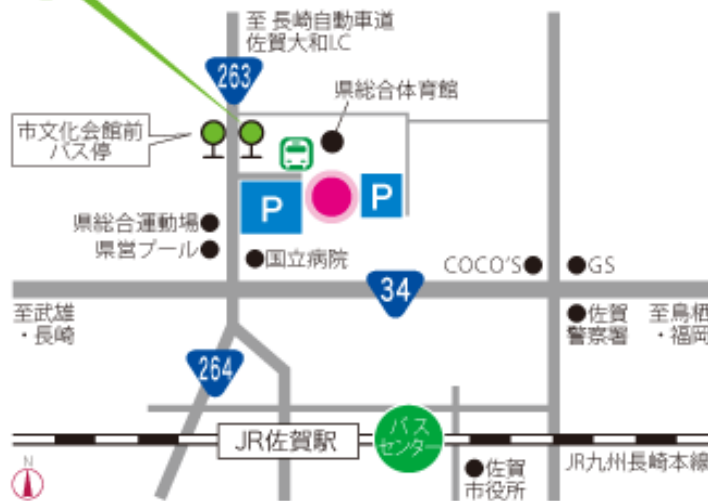 至 長崎自動車道
佐賀大和I.C
263
県総合体育館
市文化会館前
バス停
P
P
県総合運動場
県営プール
国立病院
COCO'S
GS
34
至武雄
・長崎
佐賀
警察署
至鳥栖
・福岡
264
JR佐賀駅
バス
センター
N
佐賀
市役所
JR九州長崎本線